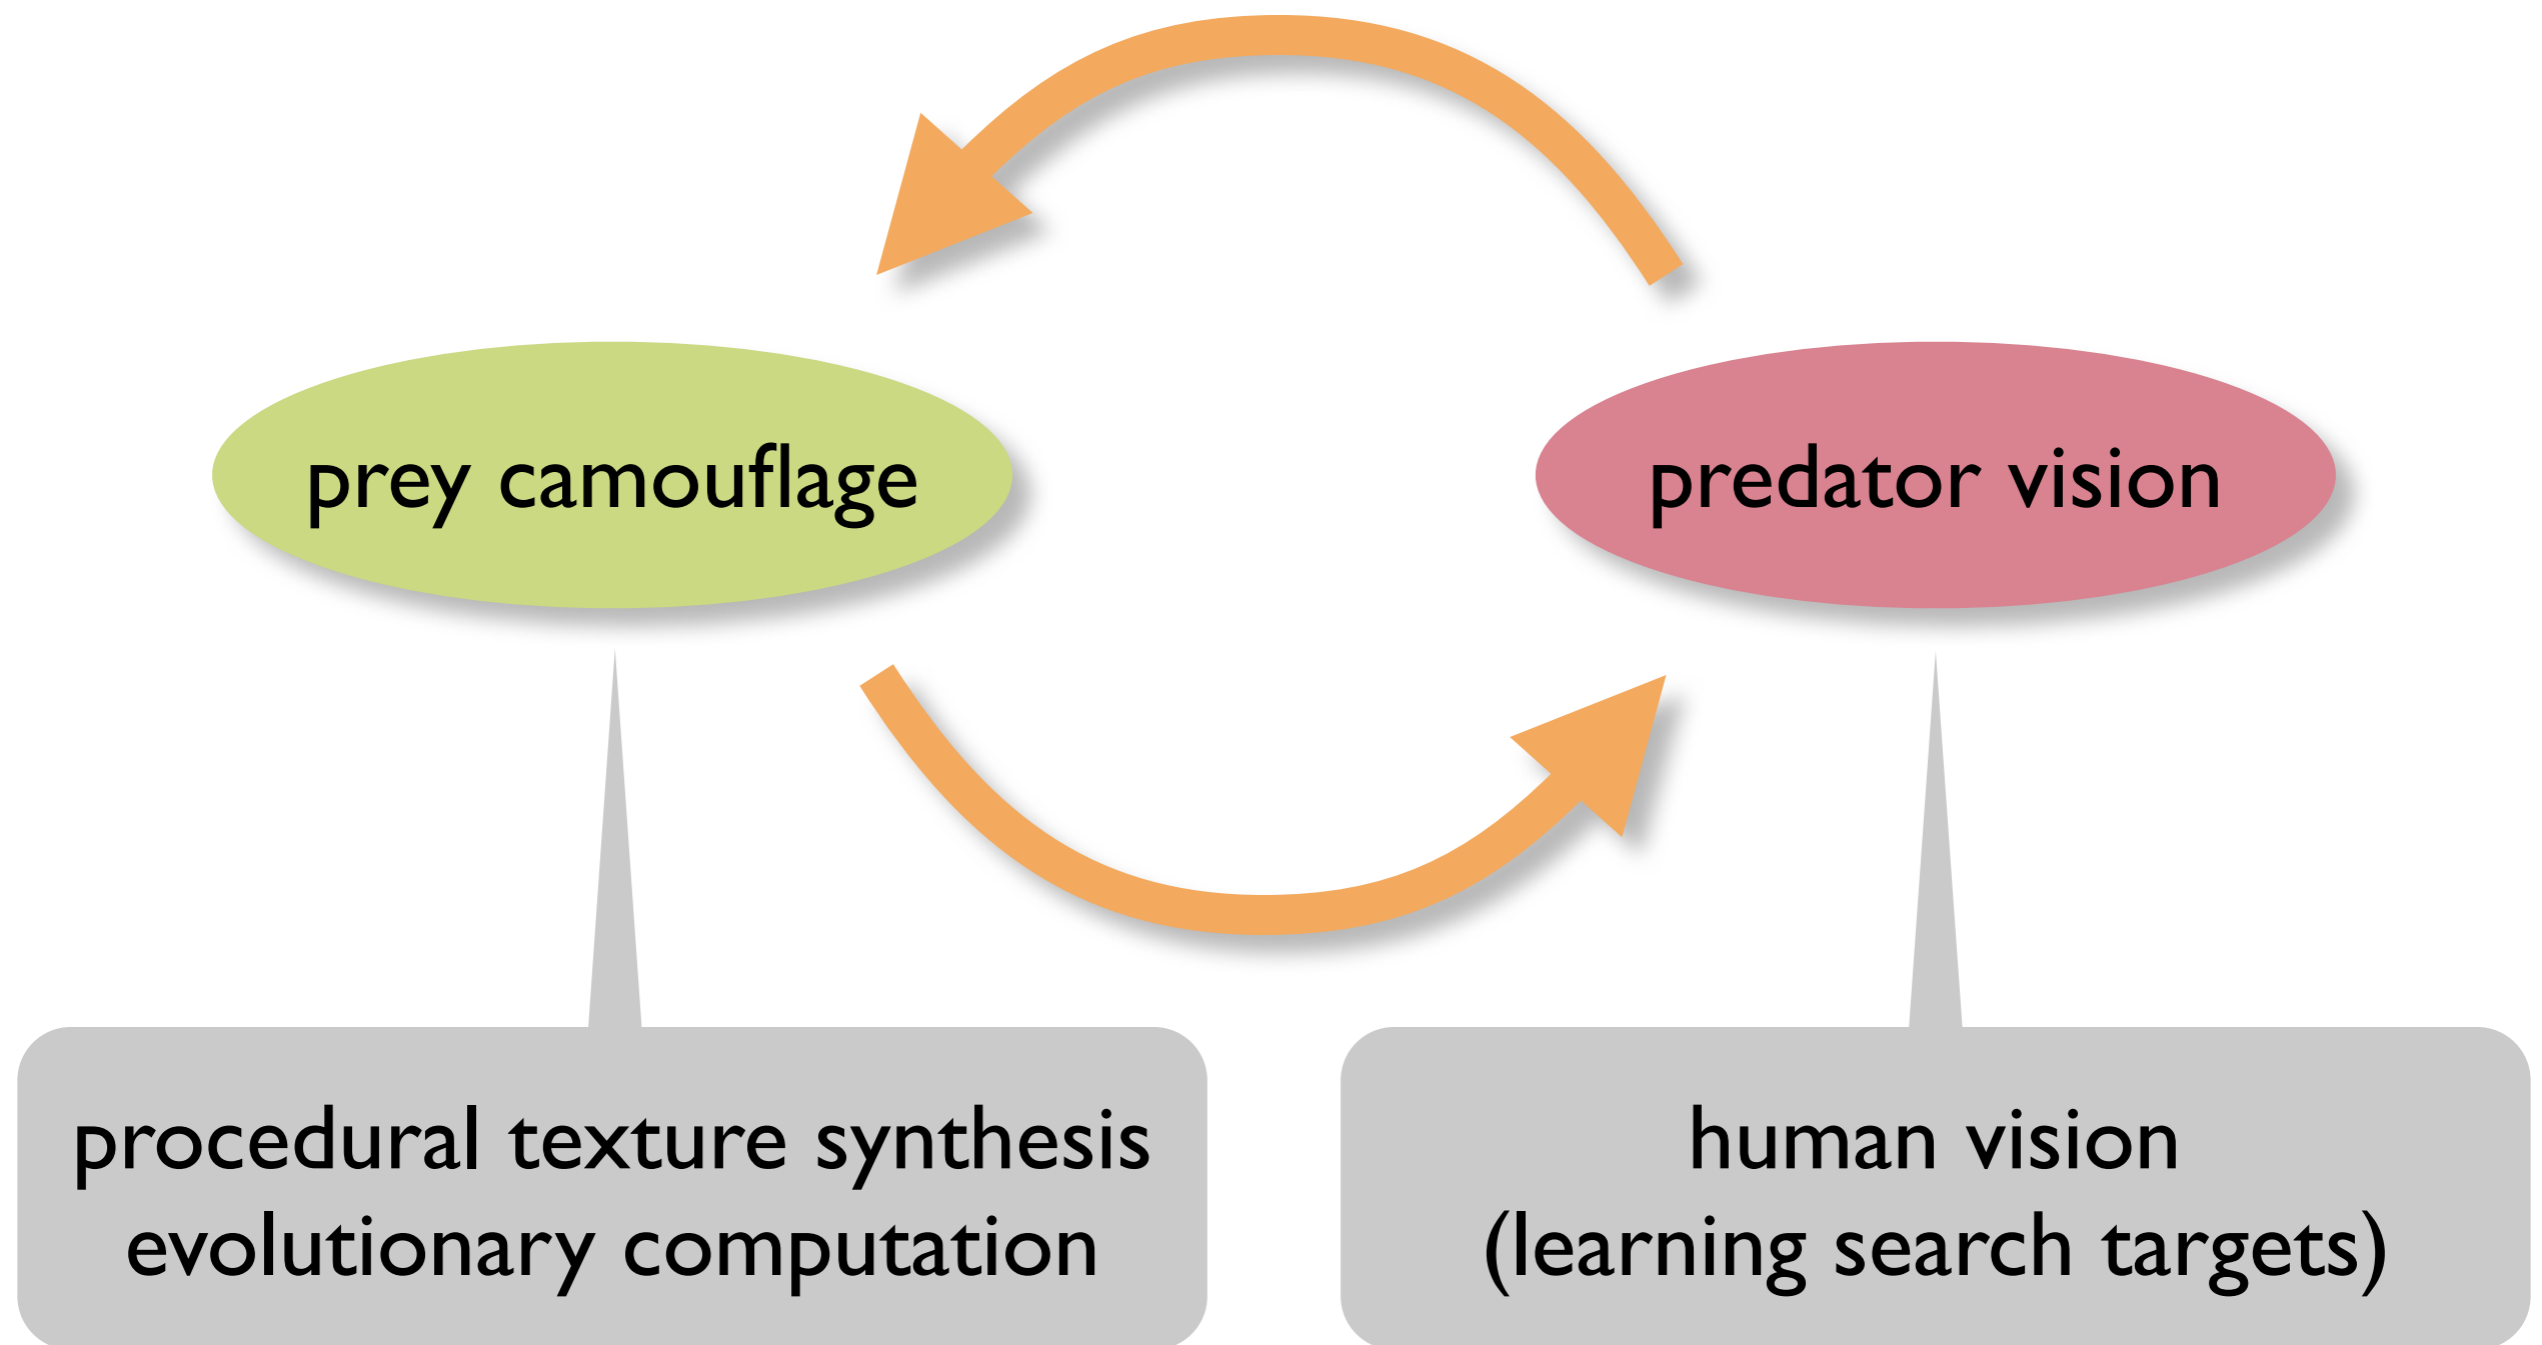 prey camouflage
predator vision
procedural texture synthesis
evolutionary computation
human vision
(learning search targets)